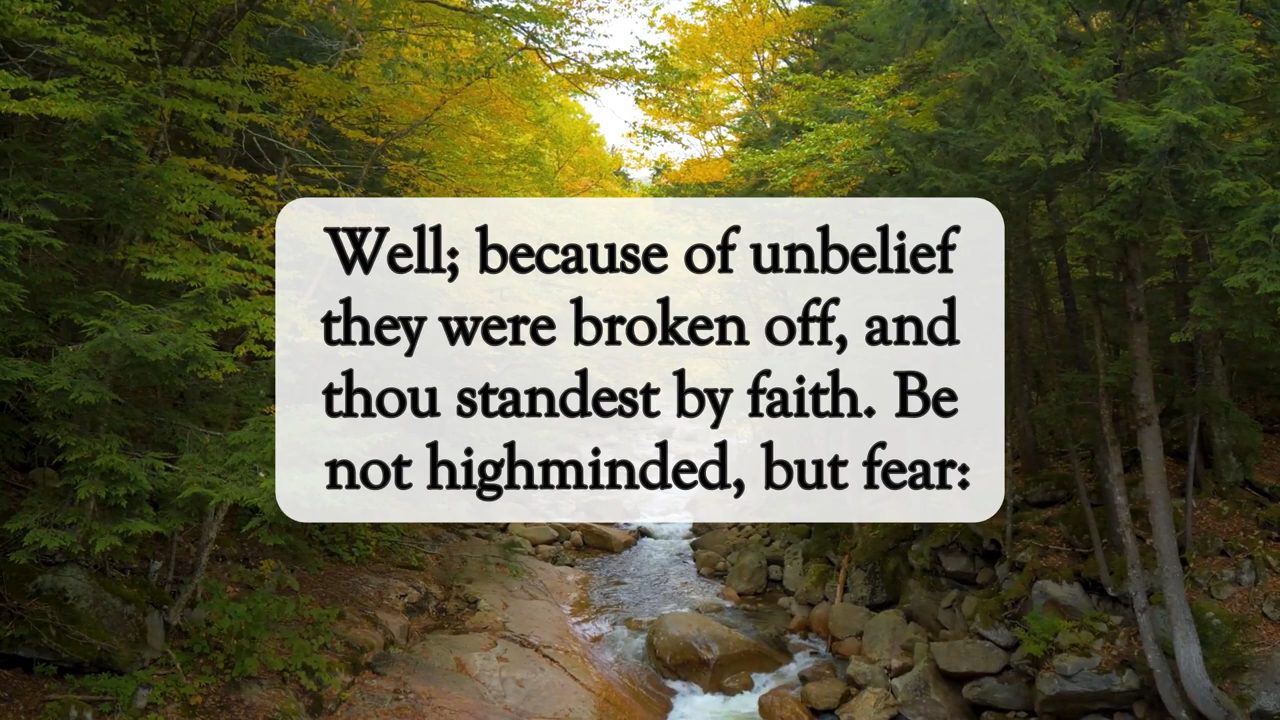 Well; because of unbelief
they were broken off, and
thou standest by faith. Be
not highminded, but fear: